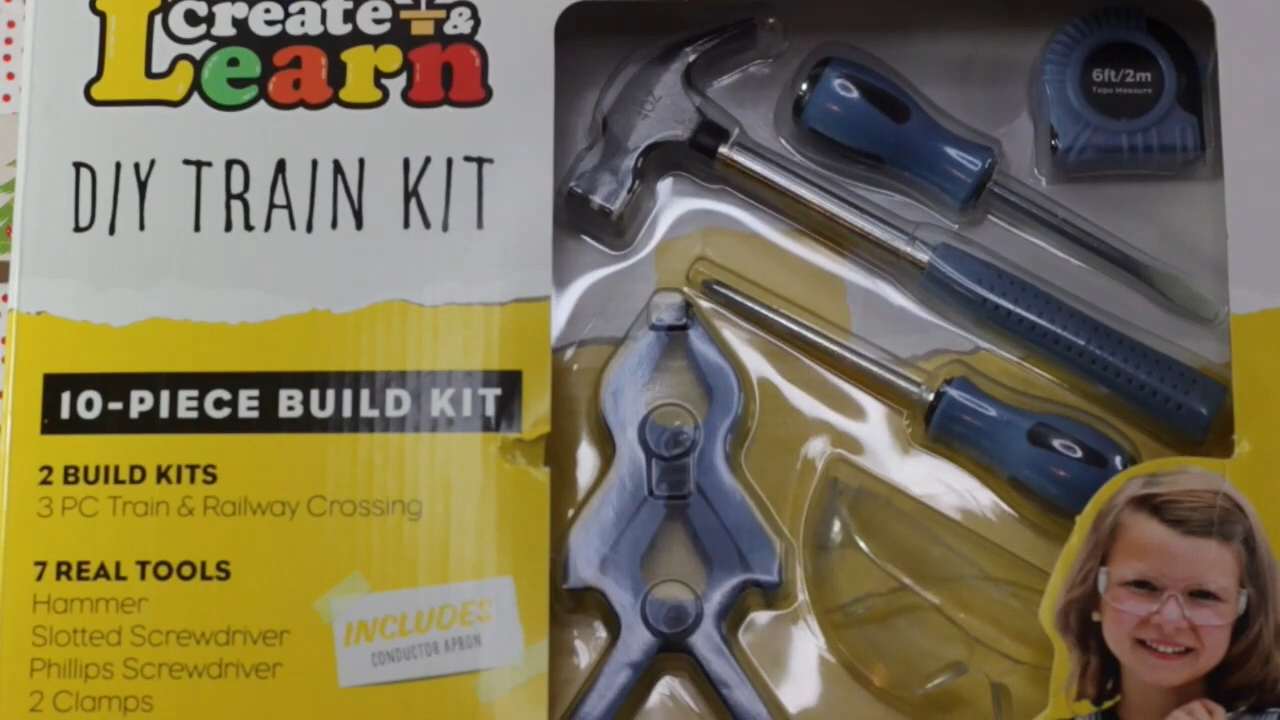 Create &
Learn
DIY TRAIN KIT
10-PIECE BUILD KIT
2 BUILD KITS
3 PC Train & Railway Crossing
7 REAL TOOLS
Hammer
Slotted Screwdriver
Phillips Screwdriver
2 Clamps
INCLUDES
CONDUCTOR APRON
4OZ
6ft/2m
Tape Measure